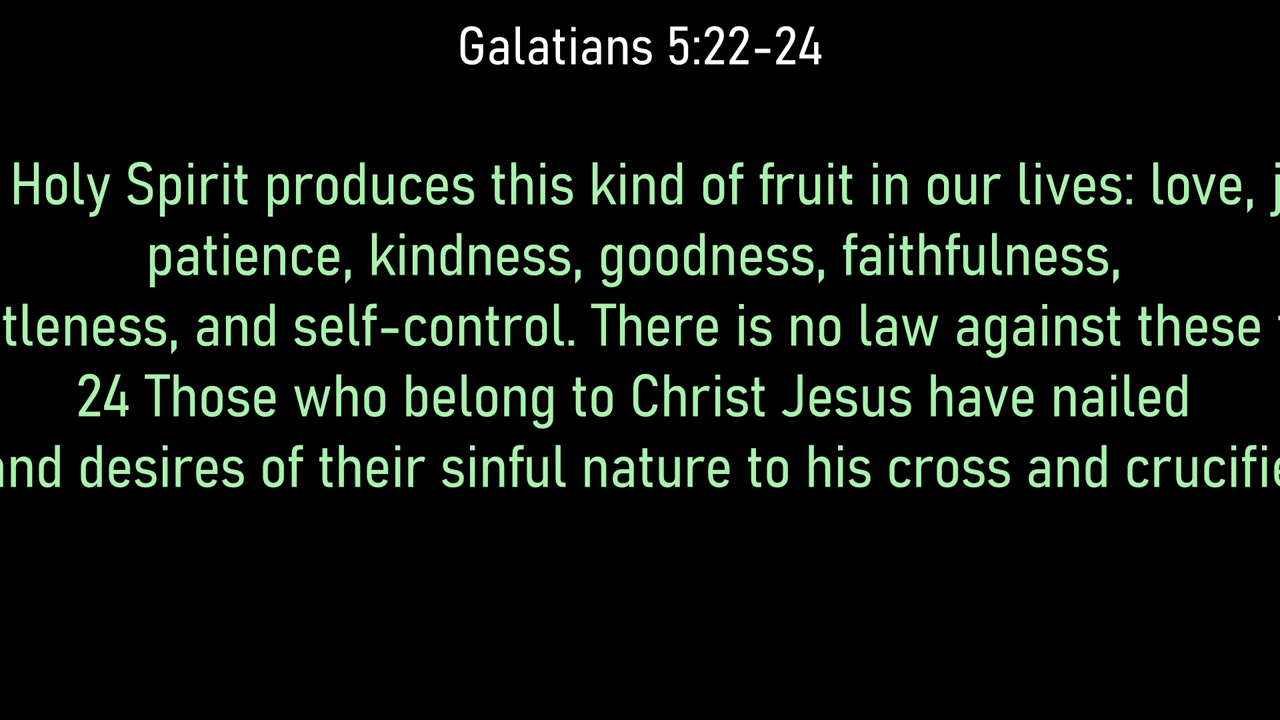 Galatians 5:22-24
Holy Spirit produces this kind of fruit in our lives: love,
patience, kindness, goodness, faithfulness,
tleness, and self-control. There is no law against these
24 Those who belong to Christ Jesus have nailed
and desires of their sinful nature to his cross and crucifie